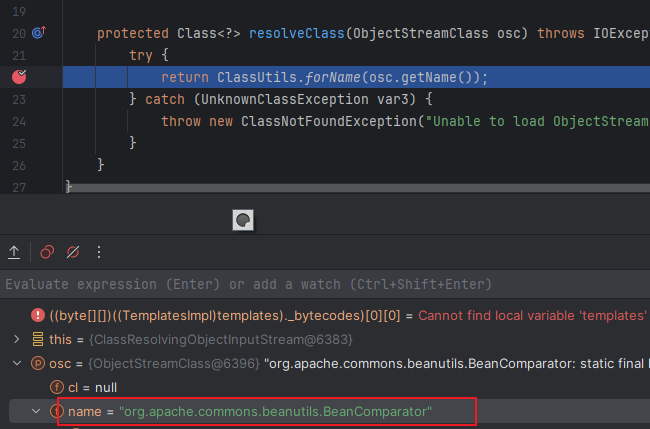 19
20 protected Class<?> resolveClass(ObjectStreamClass osc) throws IOExcep
21 try {
return ClassUtils.forName(osc.getName());
23 } catch (UnknownClassException var3) {
24 throw new ClassNotFoundException("Unable to load ObjectStream
25 }
26 }
27 }
Evaluate expression (Enter) or add a watch (Ctrl+Shift+Enter)
((byte[][])((TemplatesImpl)templates)._bytecodes)[0][0] = Cannot find local variable 'templates'
this = {ClassResolvingObjectInputStream@6383}
osc = {ObjectStreamClass@6396} "org.apache.commons.beanutils.BeanComparator: static final
cl = null
name = "org.apache.commons.beanutils.BeanComparator"